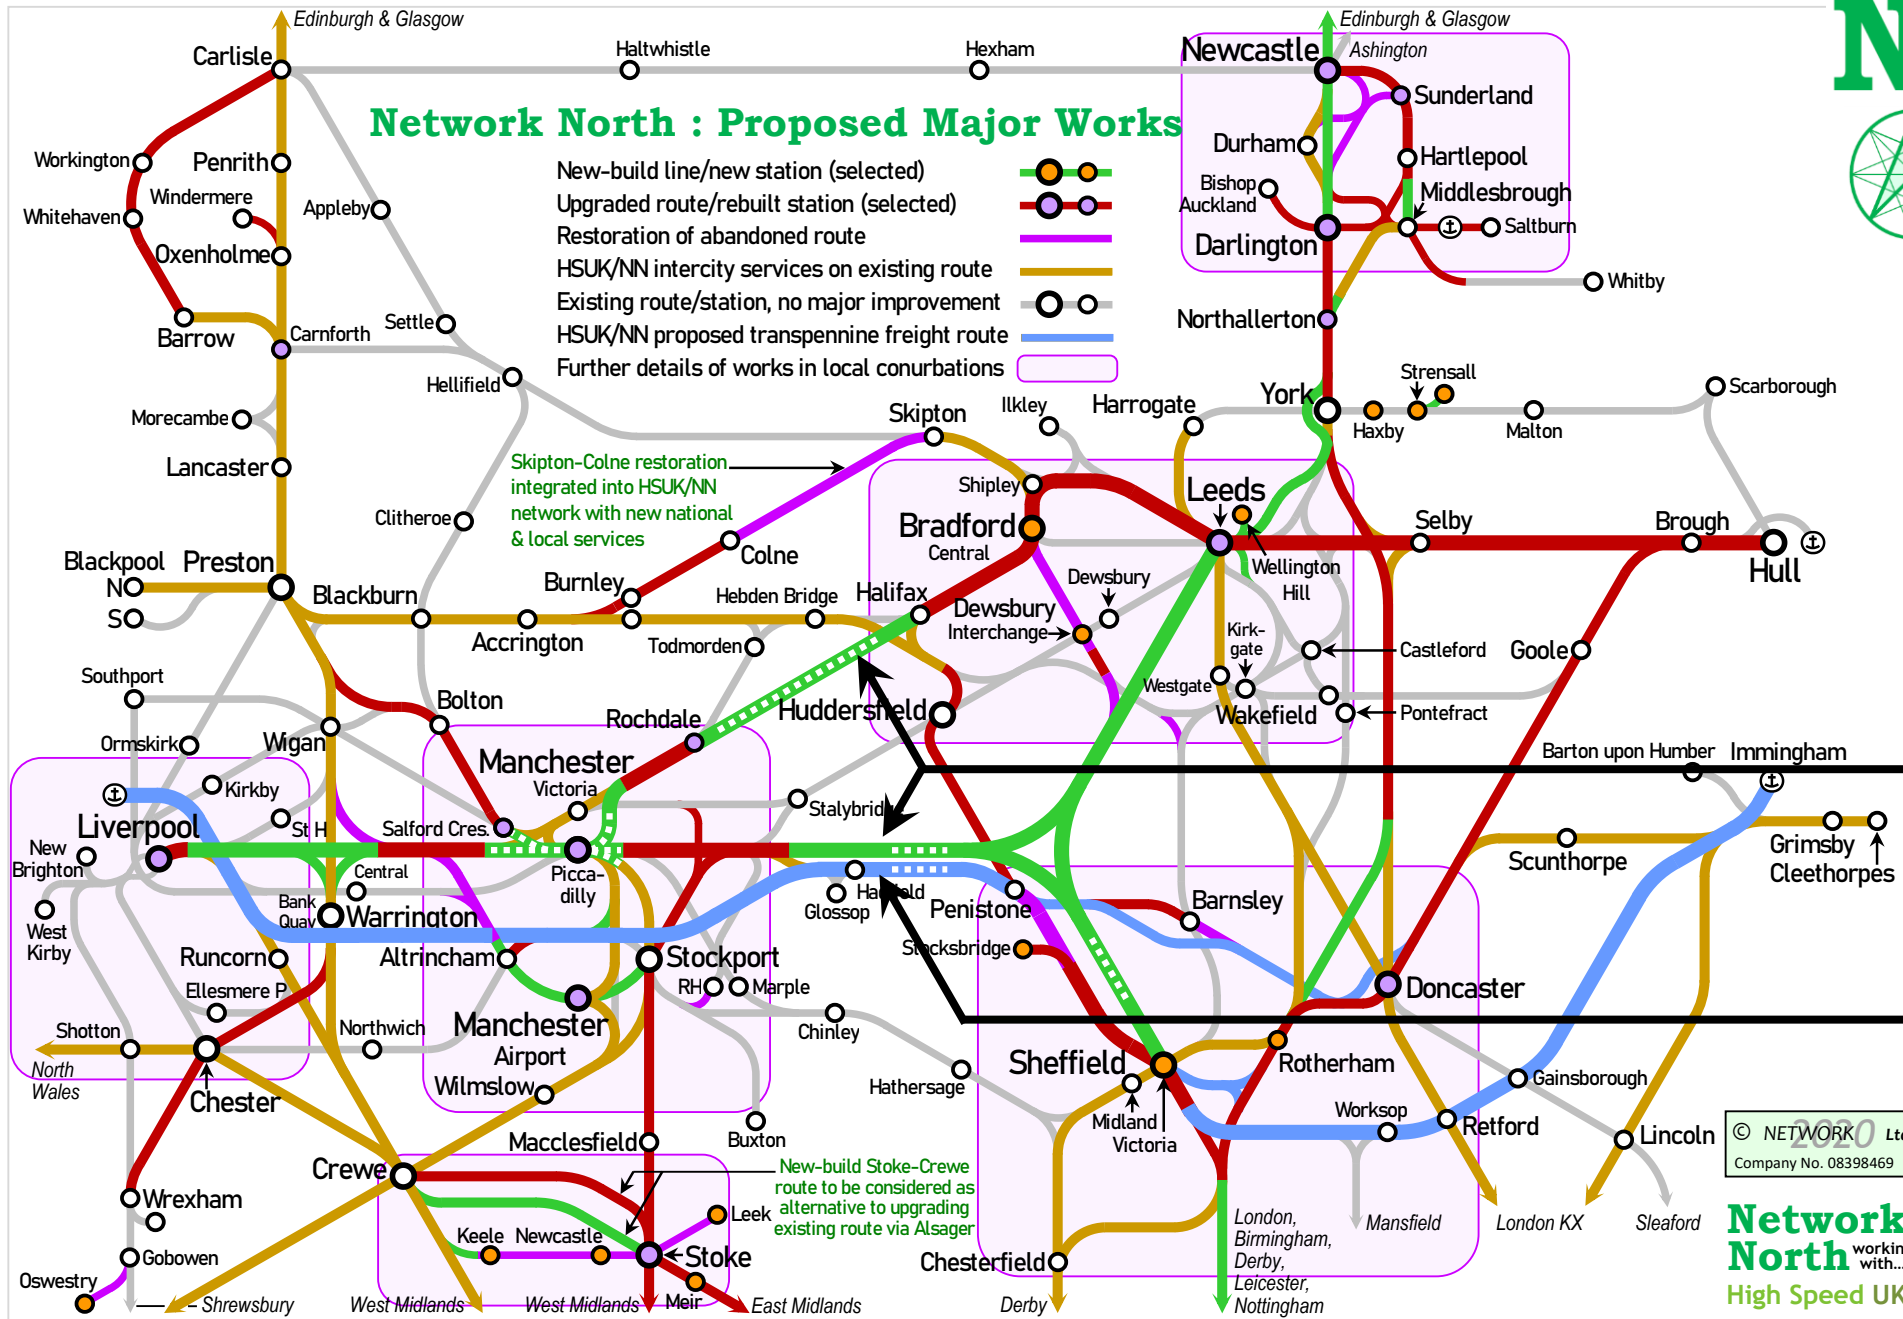 Edinburgh & Glasgow
Edinburgh & Glasgow
N
Carlisle
Haltwhistle
Hexham
Newcastle
Ashington
Network North : Proposed Major Works
Sunderland
Workington
Penrith
Durham
Hartlepool
New-build line/new station (selected)
Windermere
Bishop
Auckland
Middlesbrough
Upgraded route/rebuilt station (selected)
Whitehaven
Appleby
Saltburn
Restoration of abandoned route
Oxenholme
Darlington
HSUK/NN intercity services on existing route
Whitby
Existing route/station, no major improvement
Barrow
Carnforth
Settle
Northallerton
HSUK/NN proposed transpennine freight route
Further details of works in local conurbations
Hellifield
Strensall
Scarborough
York
Morecambe
Skipton
Ilkley
Harrogate
Haxby
Malton
Lancaster
Skipton-Colne restoration
integrated into HSUK/NN
network with new national
& local services
Shipley
Leeds
Clitheroe
Bradford
Central
Selby
Brough
Colne
Wellington
Hill
Hull
Blackpool
N
S
Preston
Burnley
Dewsbury
Blackburn
Hebden Bridge
Halifax
Dewsbury
Interchange
Accrington
Todmorden
Kirk-
gate
Castleford
Goole
Southport
Westgate
Wakefield
Pontefract
Bolton
Rochdale
Huddersfield
Ormskirk
Wigan
Barton upon Humber
Immingham
Manchester
Victoria
Kirkby
Stalybridge
Liverpool
St H
Salford Cres.
Scunthorpe
Grimsby
Cleethorpes
New
Brighton
Central
Picca-
dilly
Hadfield
Glossop
Penistone
Barnsley
West
Kirby
Bank
Quay
Warrington
Stocksbridge
Runcorn
Altrincham
Stockport
RH
Marple
Doncaster
Ellesmere P
Manchester
Airport
Chinley
Shotton
Northwich
Sheffield
Rotherham
North
Wales
Hathersage
Gainsborough
Chester
Wilmslow
Midland
Victoria
Worksop
Retford
Buxton
Macclesfield
Lincoln
© NETWORK 2020 Ltd
Company No. 08398469
Crewe
New-build Stoke-Crewe
route to be considered as
alternative to upgrading
existing route via Alsager
Wrexham
Leek
London,
Birmingham,
Derby,
Leicester,
Nottingham
Mansfield
London KX
Sleaford
Network
North
working
with...
High Speed UK
Gobowen
Keele
Newcastle
Stoke
Chesterfield
Oswestry
Shrewsbury
West Midlands
West Midlands
Meir
East Midlands
Derby